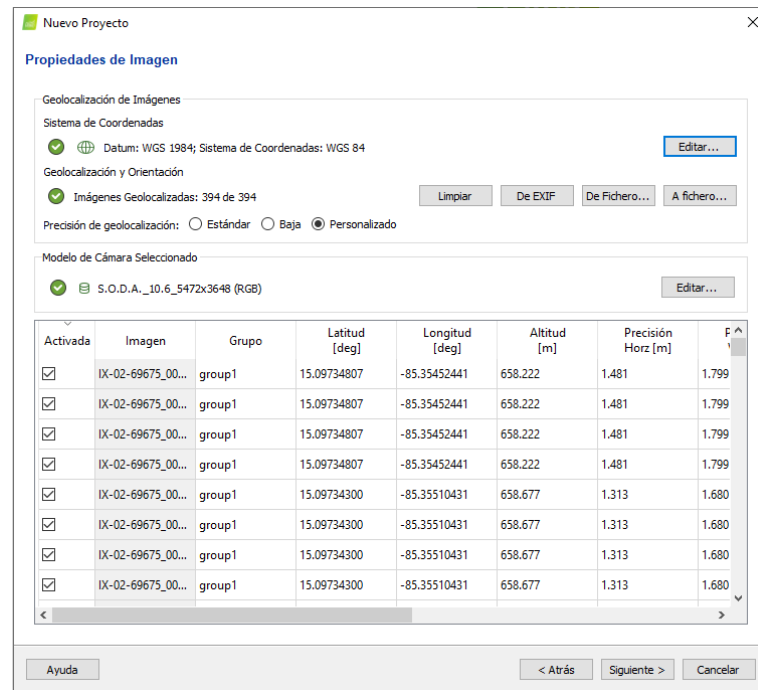 Nuevo Proyecto
Propiedades de Imagen
Geolocalización de Imágenes
Sistema de Coordenadas
Datum: WGS 1984; Sistema de Coordenadas: WGS 84 Editar...
Geolocalización y Orientación
Imágenes Geolocalizadas: 394 de 394 Limpiar De EXIF De Fichero... A fichero...
Precisión de geolocalización: Estándar Baja Personalizado
Modelo de Cámara Seleccionado
S.O.D.A._10.6_5472x3648 (RGB) Editar...
Activada Imagen Grupo Latitud [deg] Longitud [deg] Altitud [m] Precisión Horz [m]
IX-02-69675_00... group1 15.09734807 -85.35452441 658.222 1.481 1.799
IX-02-69675_00... group1 15.09734807 -85.35452441 658.222 1.481 1.799
IX-02-69675_00... group1 15.09734807 -85.35452441 658.222 1.481 1.799
IX-02-69675_00... group1 15.09734807 -85.35452441 658.222 1.481 1.799
IX-02-69675_00... group1 15.09734300 -85.35510431 658.677 1.313 1.680
IX-02-69675_00... group1 15.09734300 -85.35510431 658.677 1.313 1.680
IX-02-69675_00... group1 15.09734300 -85.35510431 658.677 1.313 1.680
IX-02-69675_00... group1 15.09734300 -85.35510431 658.677 1.313 1.680
Ayuda < Atrás Siguiente > Cancelar